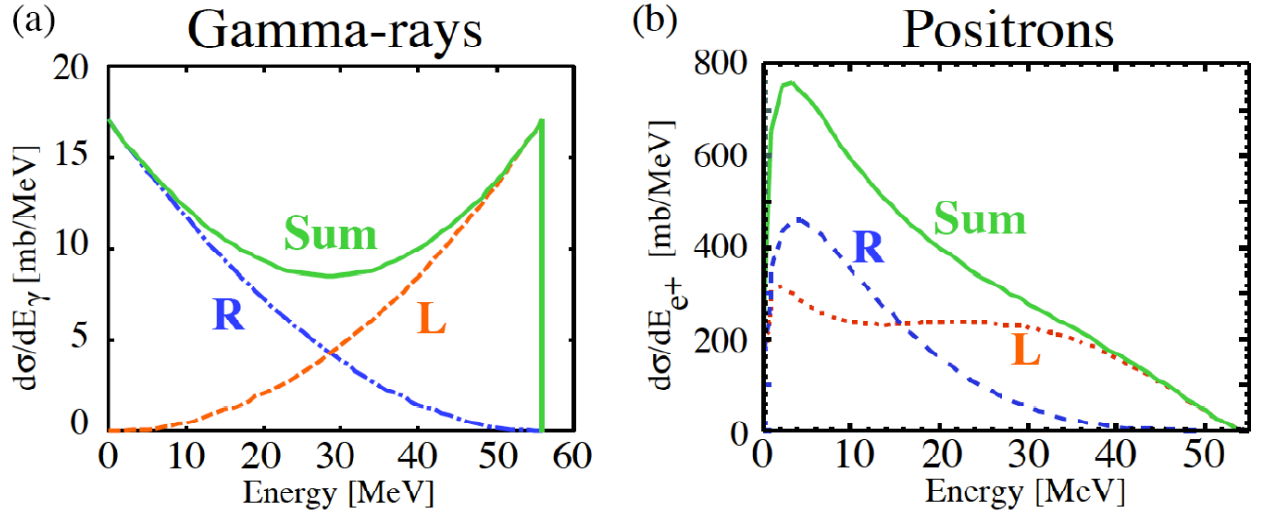 (a) Gamma-rays
20
15
10
5
0
dσ/dEγ [mb/MeV]
Sum
R
L
0 10 20 30 40 50 60
Energy [MeV]
(b) Positrons
800
600
400
200
0
dσ/dEe+ [mb/MeV]
Sum
R
L
0 10 20 30 40 50
Energy [MeV]